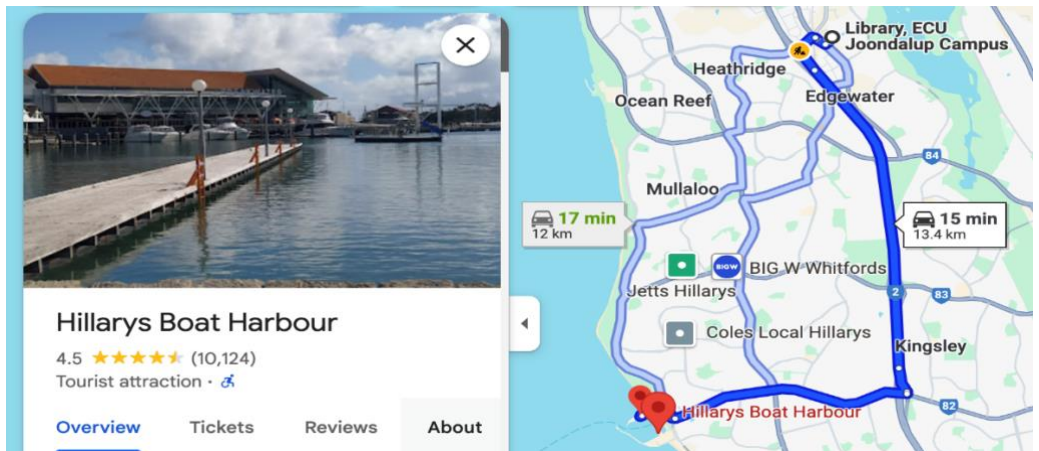 Hillarys Boat Harbour
4.5 (10,124)
Tourist attraction ·
Overview Tickets Reviews About
Library, ECU
Joondalup Campus
Heathridge
Ocean Reef
Edgewater
84
Mullaloo
17 min
12 km
15 min
13.4 km
BIG W
BIG W Whitfords
Jetts Hillarys
2
83
Coles Local Hillarys
Kingsley
82
Hillarys Boat Harbour